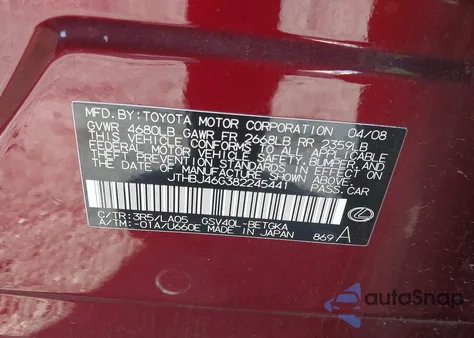 MFD. BY: TOYOTA MOTOR CORPORATION 04/08
GVWR 4680LB GAWR FR 2668LB RR 2359LB
THIS VEHICLE CONFORMS TO ALL APPLICABLE
FEDERAL MOTOR VEHICLE SAFETY, BUMPER, AND
THEFT PREVENTION STANDARDS IN EFFECT ON
THE DATE OF MANUFACTURE SHOWN ABOVE.
JTHBJ46G382245441 PASS.CAR
C/TR: 3R5/LA05 GSV40L-BETGKA
A/TM: -01A/U660E MADE IN JAPAN 869 A
autoSnap